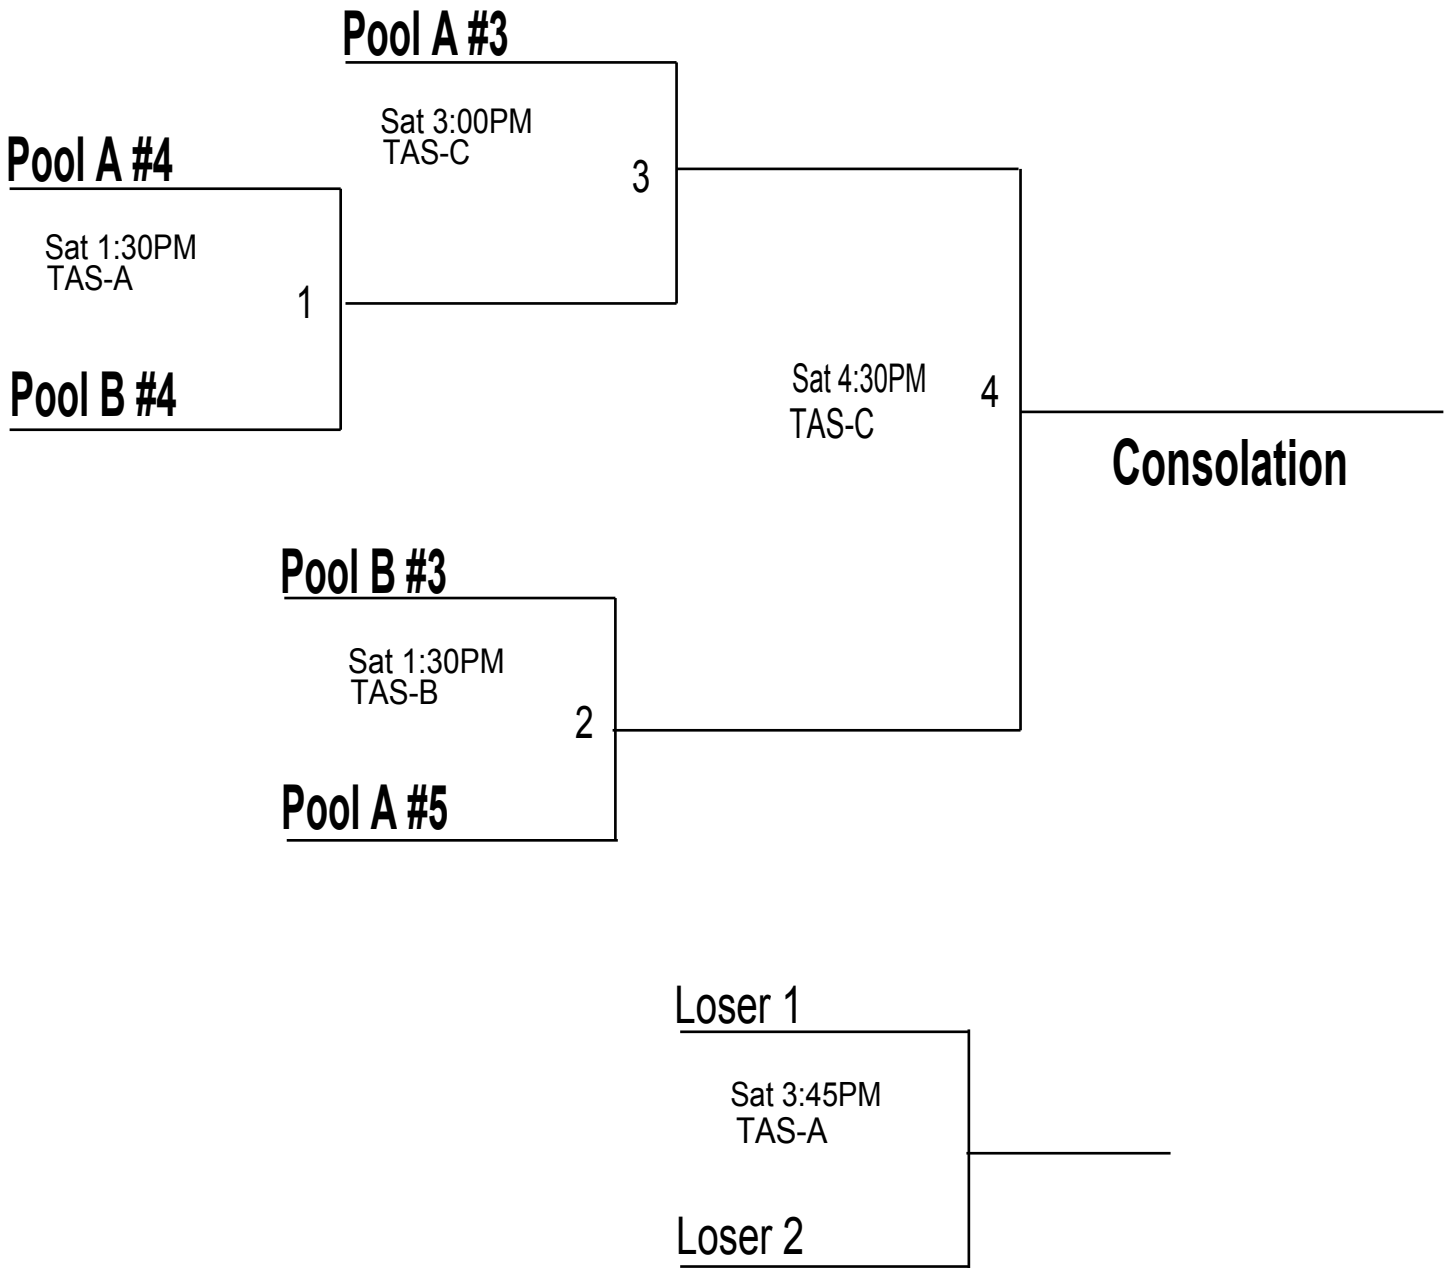 Pool A #3
Sat 3:00PM
TAS-C
3
Pool A #4
Sat 1:30PM
TAS-A
1
Pool B #4
Sat 4:30PM
TAS-C
4
Consolation
Pool B #3
Sat 1:30PM
TAS-B
2
Pool A #5
Loser 1
Sat 3:45PM
TAS-A
Loser 2